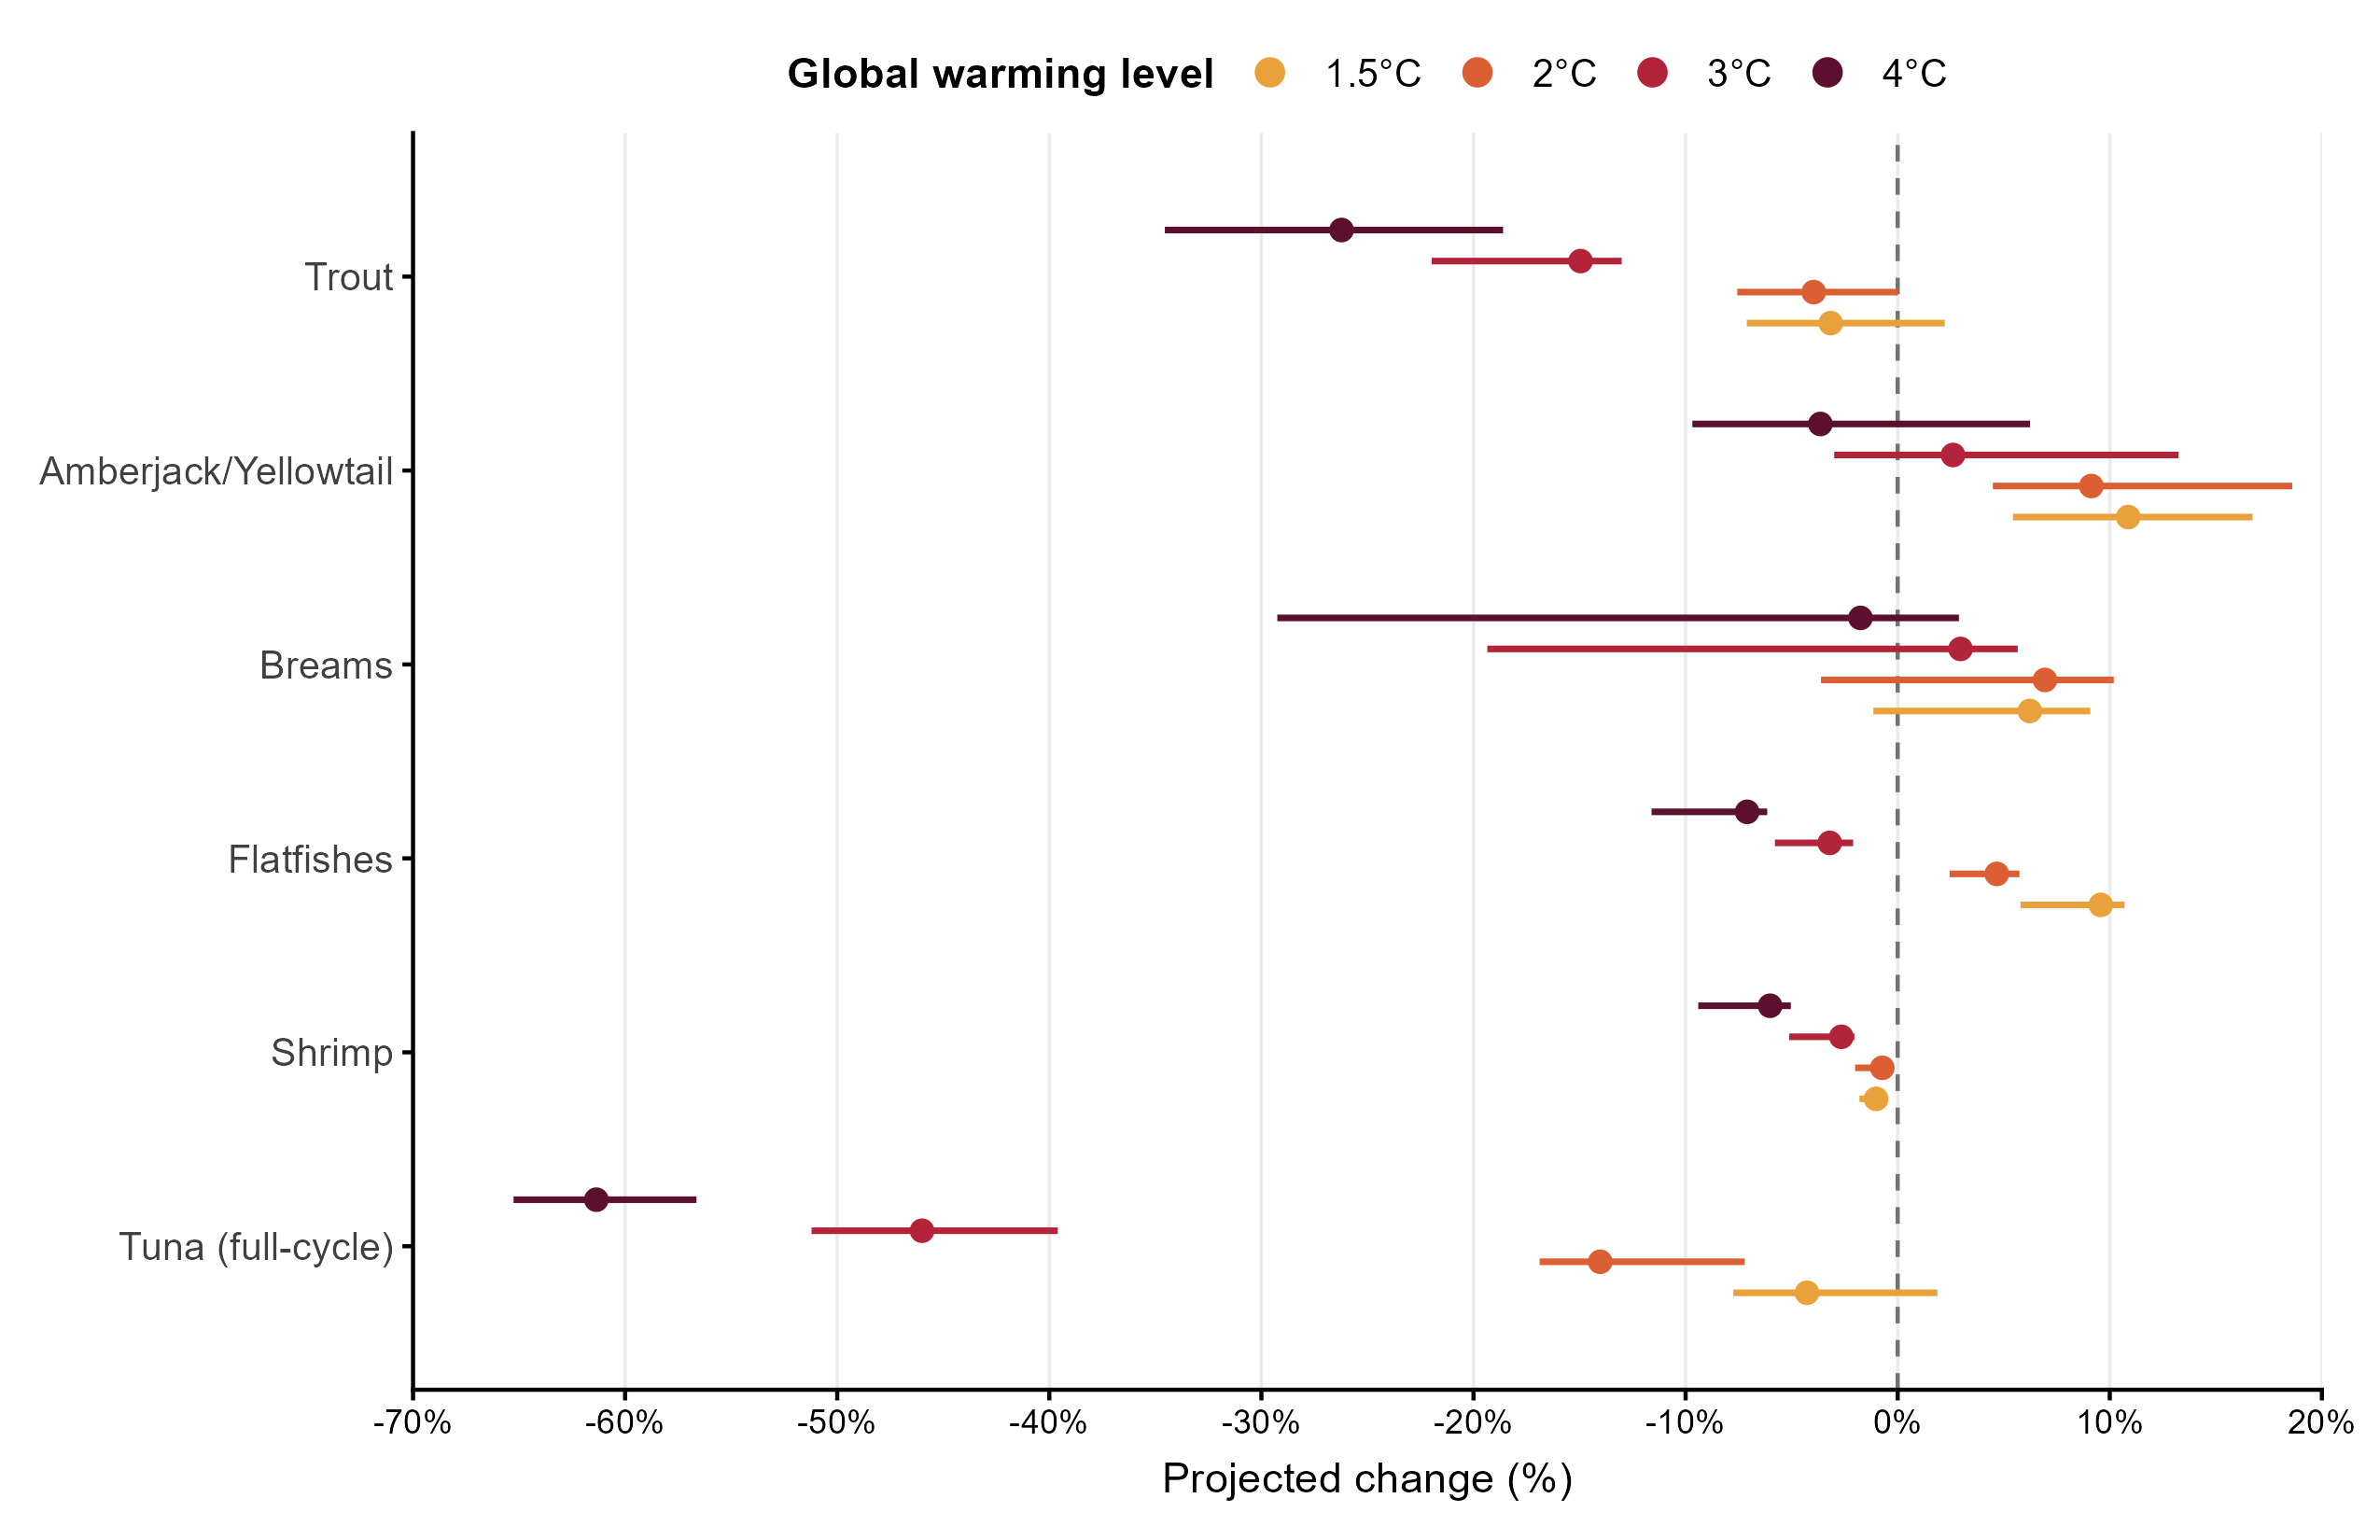 Global warming level 1.5°C 2°C 3°C 4°C
Trout
Amberjack/Yellowtail
Breams
Flatfishes
Shrimp
Tuna (full-cycle)
-70% -60% -50% -40% -30% -20% -10% 0% 10% 20%
Projected change (%)